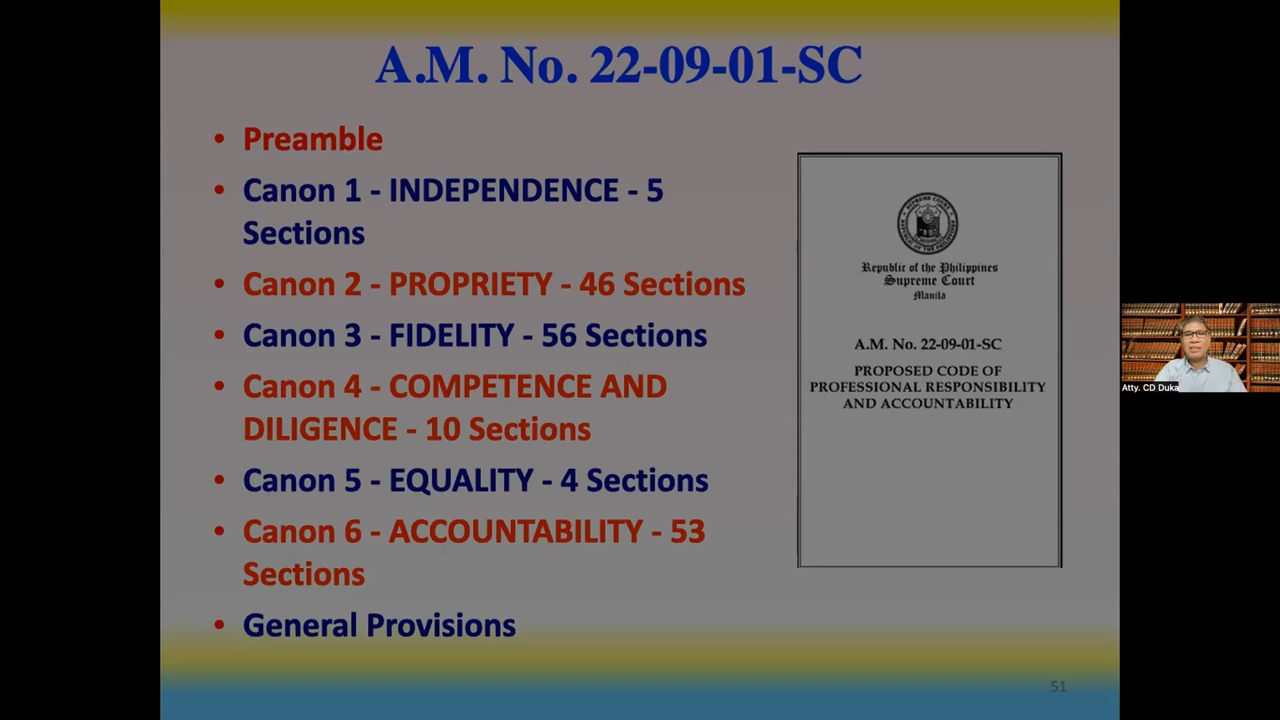 A.M. No. 22-09-01-SC
• Preamble
• Canon 1 - INDEPENDENCE - 5
Sections
• Canon 2 - PROPRIETY - 46 Sections
• Canon 3 - FIDELITY - 56 Sections
• Canon 4 - COMPETENCE AND
DILIGENCE - 10 Sections
• Canon 5 - EQUALITY - 4 Sections
• Canon 6 - ACCOUNTABILITY - 53
Sections
• General Provisions
Republic of the Philippines
Supreme Court
Manila
A.M. No. 22-09-01-SC
PROPOSED CODE OF
PROFESSIONAL RESPONSIBILITY
AND ACCOUNTABILITY
Atty. CD Duka
51